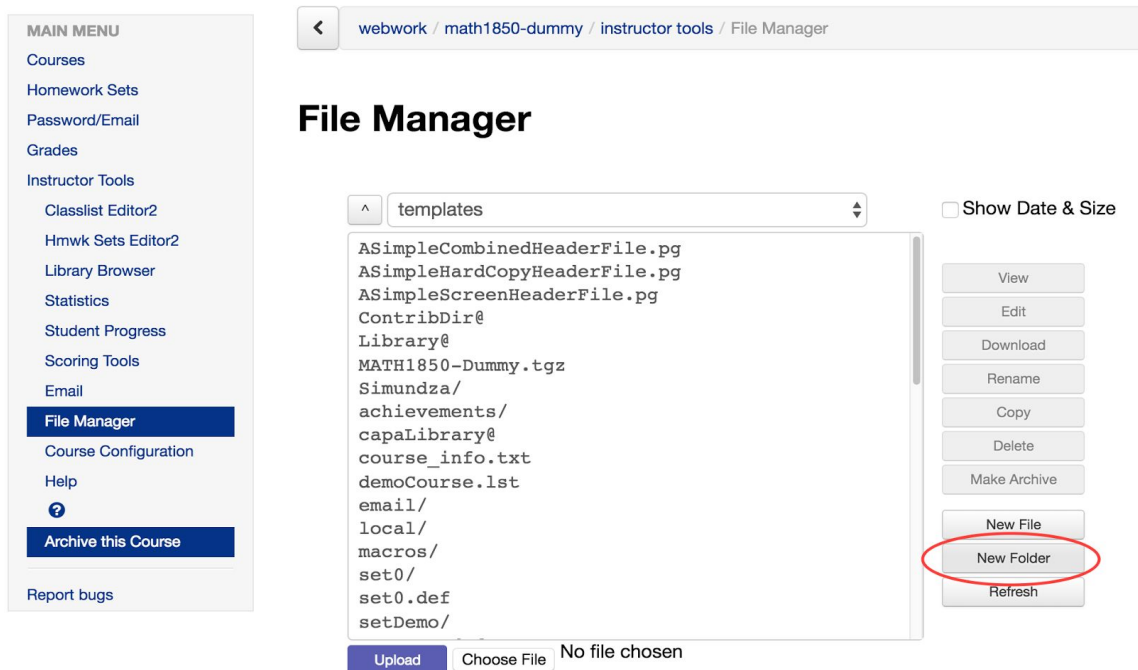 MAIN MENU
Courses
Homework Sets
Password/Email
Grades
Instructor Tools
Classlist Editor2
Hmwk Sets Editor2
Library Browser
Statistics
Student Progress
Scoring Tools
Email
File Manager
Course Configuration
Help
?
Archive this Course
Report bugs
webwork / math1850-dummy / instructor tools / File Manager
File Manager
^ templates
Show Date & Size
ASimpleCombinedHeaderFile.pg
ASimpleHardCopyHeaderFile.pg
ASimpleScreenHeaderFile.pg
ContribDir@
Library@
MATH1850-Dummy.tgz
Simundza/
achievements/
capaLibrary@
course_info.txt
demoCourse.lst
email/
local/
macros/
set0/
set0.def
setDemo/
View
Edit
Download
Rename
Copy
Delete
Make Archive
New File
New Folder
Refresh
Upload Choose File No file chosen